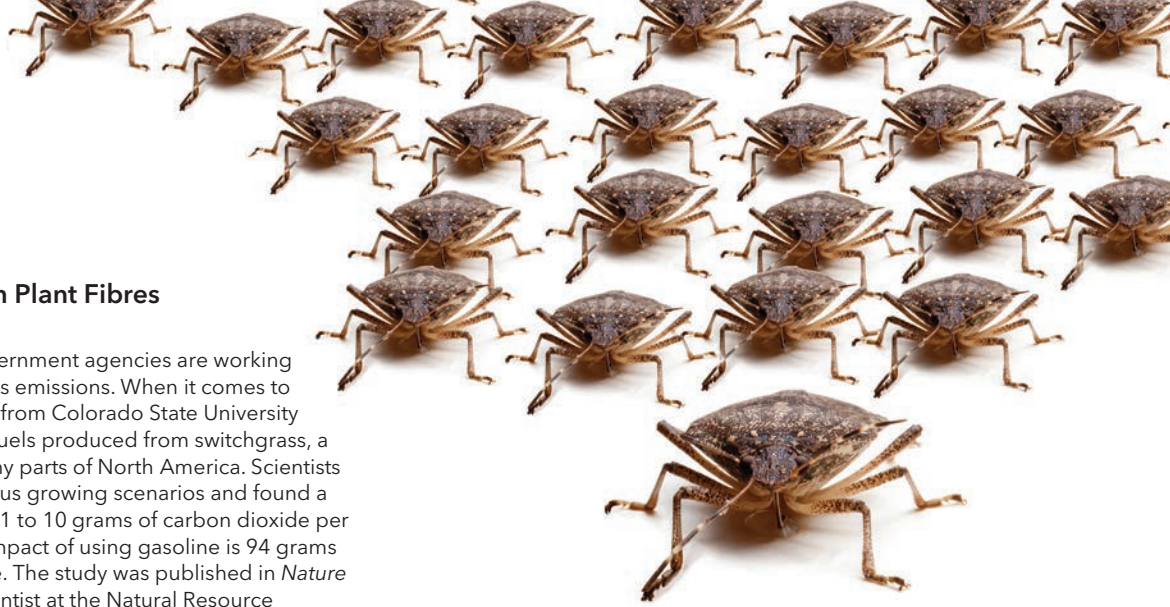 n Plant Fibres
ernment agencies are working
s emissions. When it comes to
from Colorado State University
uels produced from switchgrass, a
ny parts of North America. Scientists
us growing scenarios and found a
1 to 10 grams of carbon dioxide per
mpact of using gasoline is 94 grams
e. The study was published in Nature
ntist at the Natural Resource